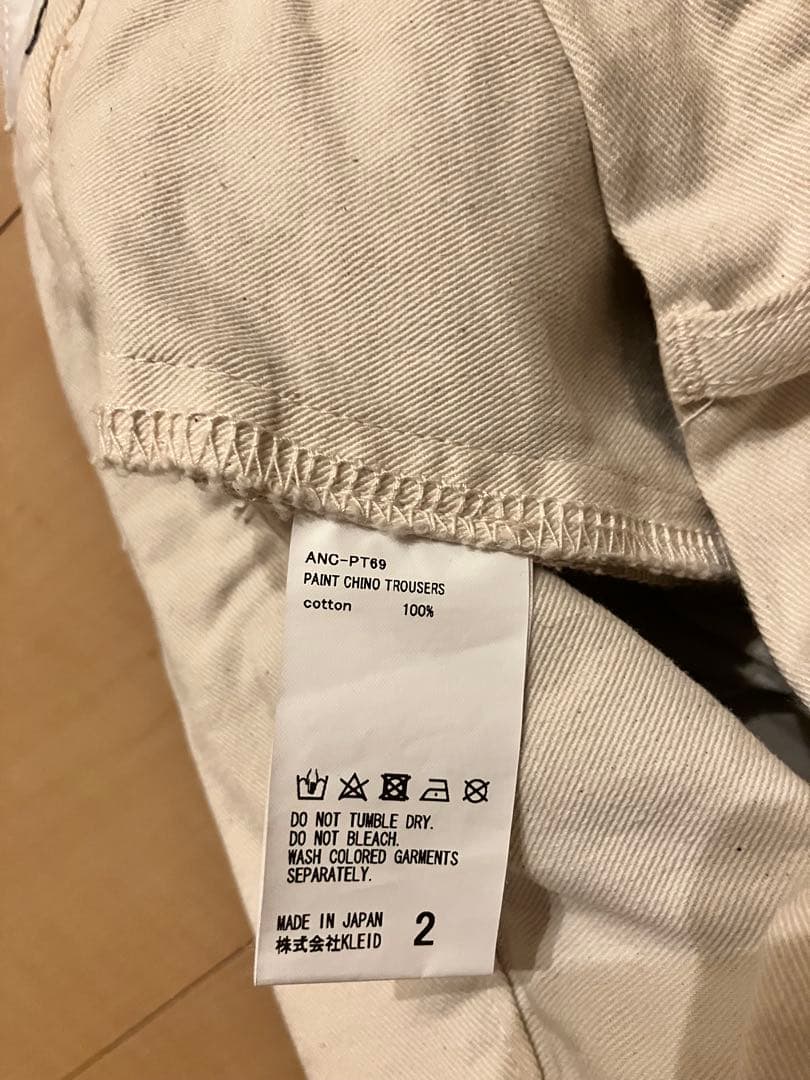 ANC-PT69
PAINT CHINO TROUSERS
cotton 100%
DO NOT TUMBLE DRY.
DO NOT BLEACH.
WASH COLORED GARMENTS
SEPARATELY.
MADE IN JAPAN
株式会社KLEID 2